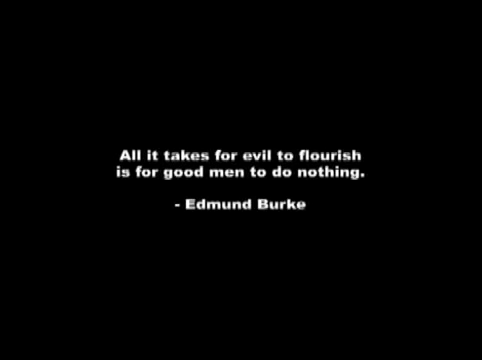 All it takes for evil to flourish
is for good men to do nothing.
- Edmund Burke